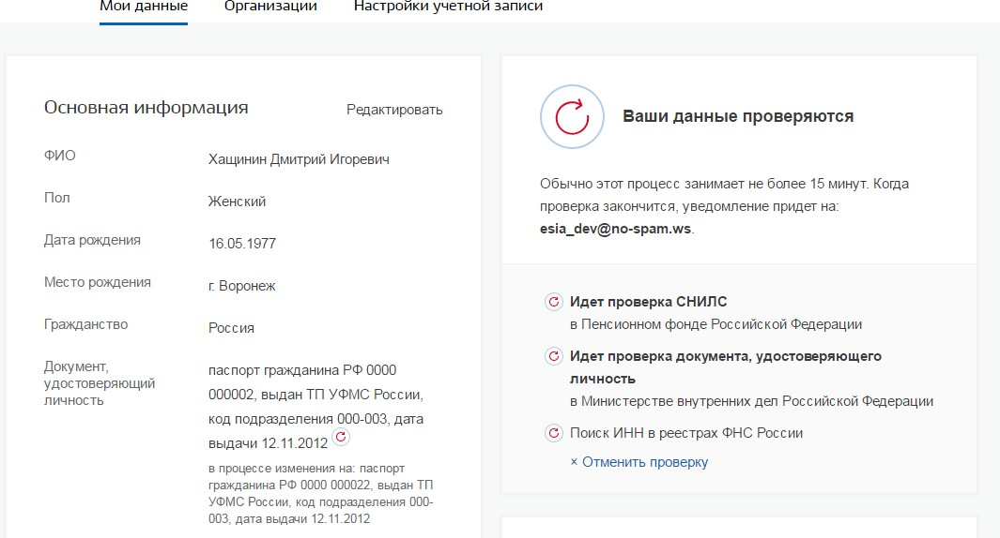 Мои данные Организации Настройки учетной записи
Основная информация Редактировать
ФИО Хащинин Дмитрий Игоревич
Пол Женский
Дата рождения 16.05.1977
Место рождения г. Воронеж
Гражданство Россия
Документ,
удостоверяющий
личность
паспорт гражданина РФ 0000
000002, выдан ТП УФМС России,
код подразделения 000-003, дата
выдачи 12.11.2012
в процессе изменения на: паспорт
гражданина РФ 0000 000022, выдан ТП
УФМС России, код подразделения 000-
003, дата выдачи 12.11.2012
Ваши данные проверяются
Обычно этот процесс занимает не более 15 минут. Когда
проверка закончится, уведомление придет на:
esia_dev@no-spam.ws.
Идет проверка СНИЛС
в Пенсионном фонде Российской Федерации
Идет проверка документа, удостоверяющего
личность
в Министерстве внутренних дел Российской Федерации
Поиск ИНН в реестрах ФНС России
× Отменить проверку